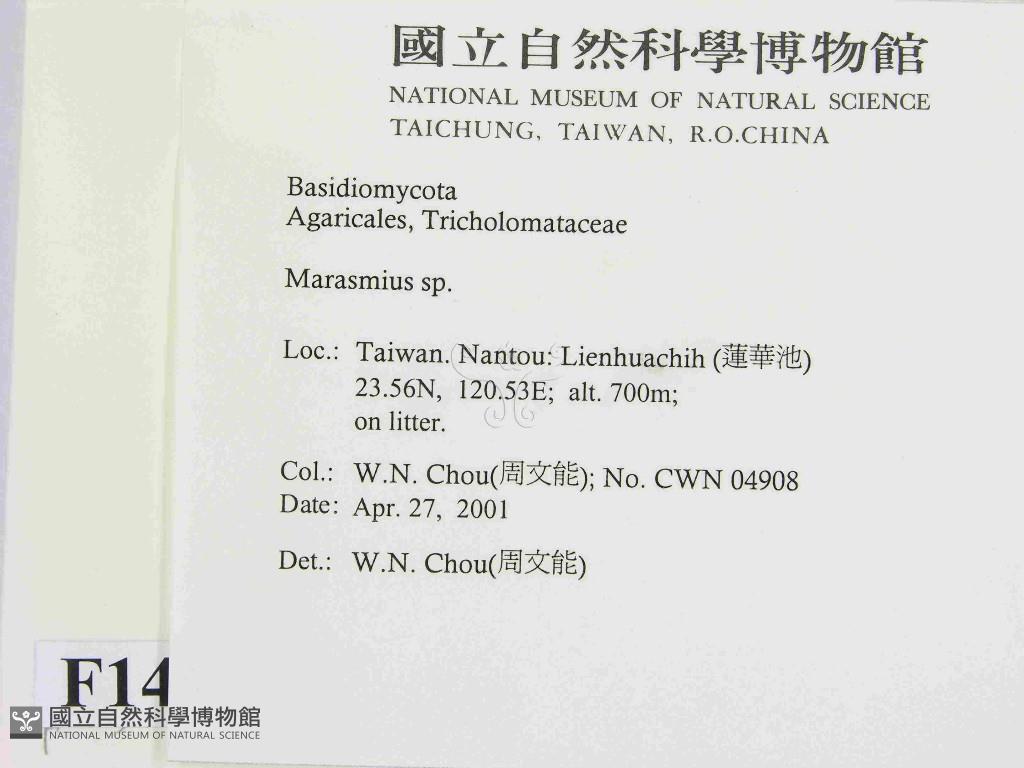 國立自然科學博物館
NATIONAL MUSEUM OF NATURAL SCIENCE
TAICHUNG, TAIWAN, R.O.CHINA
Basidiomycota
Agaricales, Tricholomataceae
Marasmius sp.
Loc.: Taiwan. Nantou: Lienhuachih (蓮華池)
23.56N, 120.53E; alt. 700m;
on litter.
Col.: W.N. Chou(周文能); No. CWN 04908
Date: Apr. 27, 2001
Det.: W.N. Chou(周文能)
F14
國立自然科學博物館
NATIONAL MUSEUM OF NATURAL SCIENCE